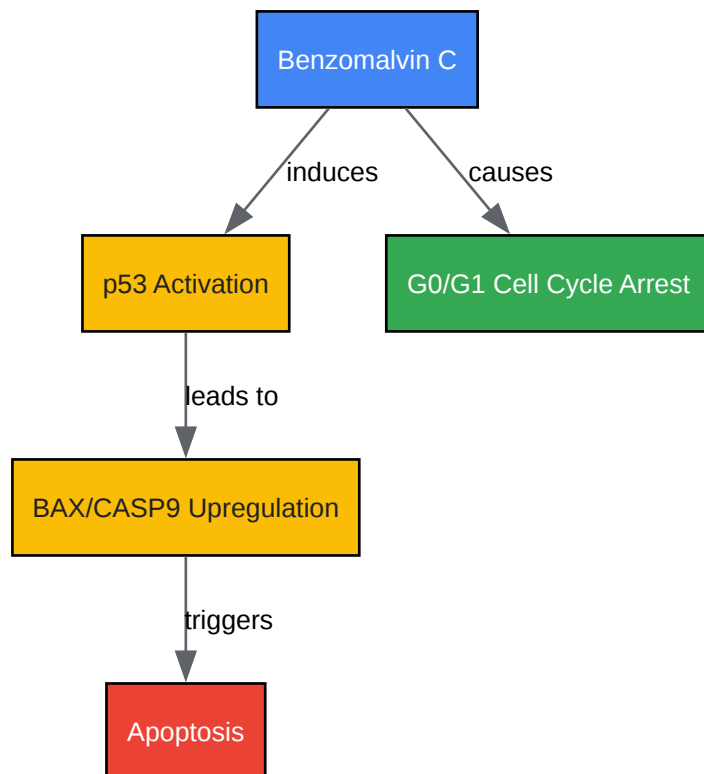 Benzomalvin C
induces
causes
p53 Activation
G0/G1 Cell Cycle Arrest
leads to
BAX/CASP9 Upregulation
triggers
Apoptosis